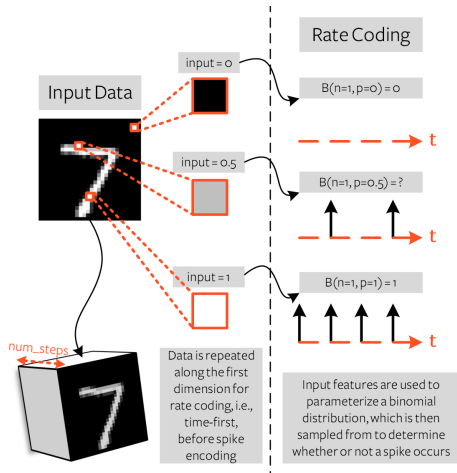 Input Data
input = 0
input = 0.5
input = 1
num_steps
Data is repeated
along the first
dimension for
rate coding, i.e.,
time-first,
before spike
encoding
Rate Coding
B(n=1, p=0) = 0
t
B(n=1, p=0.5) = ?
t
B(n=1, p=1) = 1
t
Input features are used to
parameterize a binomial
distribution, which is then
sampled from to determine
whether or not a spike occurs